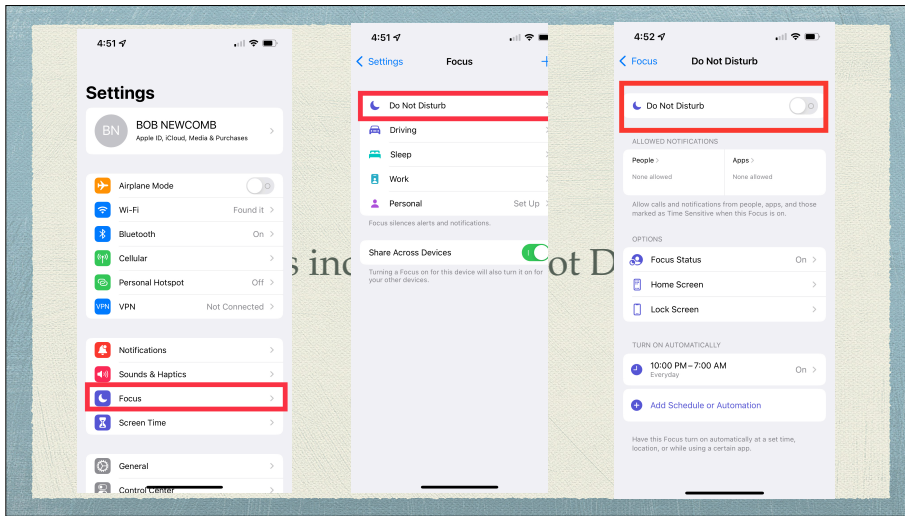 4:51
Settings
BN
BOB NEWCOMB
Apple ID, iCloud, Media & Purchases
Airplane Mode
Wi-Fi Found it
Bluetooth On
Cellular
Personal Hotspot Off
VPN VPN Not Connected
Notifications
Sounds & Haptics
Focus
Screen Time
General
Control Center
4:51
Settings Focus
Do Not Disturb
Driving
Sleep
Work
Personal Set Up
Focus silences alerts and notifications.
Share Across Devices
Turning a Focus on for this device will also turn it on for
your other devices.
4:52
Focus Do Not Disturb
Do Not Disturb
ALLOWED NOTIFICATIONS
People Apps
None allowed None allowed
Allow calls and notifications from people, apps, and those
marked as Time Sensitive when this Focus is on.
OPTIONS
Focus Status On
Home Screen
Lock Screen
TURN ON AUTOMATICALLY
10:00 PM – 7:00 AM On
Everyday
Add Schedule or Automation
Have this Focus turn on automatically at a set time,
location, or while using a certain app.